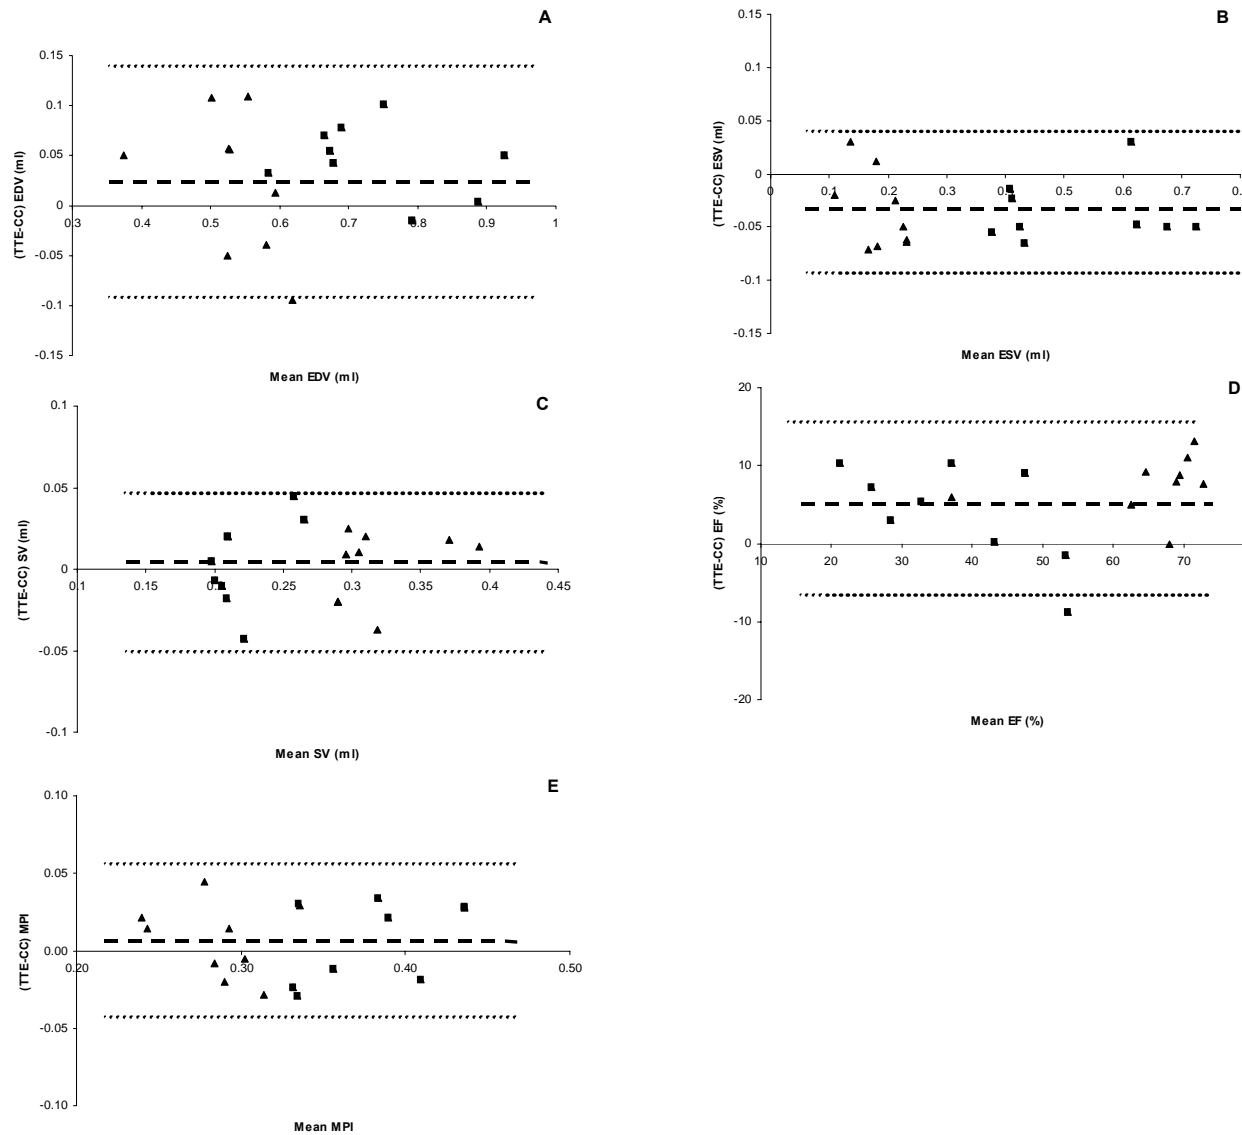 A
0.15
0.1
0.05
0
-0.05
-0.1
-0.15
0.3 0.4 0.5 0.6 0.7 0.8 0.9 1
(TTE-CC) EDV (ml)
Mean EDV (ml)
B
0.15
0.1
0.05
0
-0.05
-0.1
-0.15
0 0.1 0.2 0.3 0.4 0.5 0.6 0.7
(TTE-CC) ESV (ml)
Mean ESV (ml)
C
0.1
0.05
0
-0.05
-0.1
0.1 0.15 0.2 0.25 0.3 0.35 0.4 0.45
(TTE-CC) SV (ml)
Mean SV (ml)
D
20
10
0
-10
-20
10 20 30 40 50 60 70
(TTE-CC) EF (%)
Mean EF (%)
E
0.10
0.05
0.00
-0.05
-0.10
0.20 0.30 0.40 0.50
(TTE-CC) MPI
Mean MPI